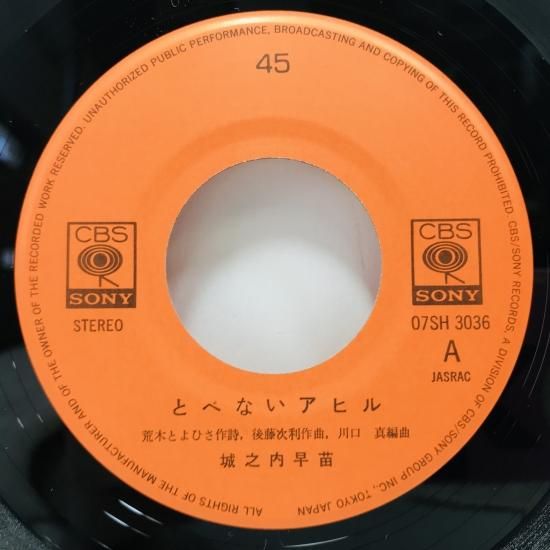 ALL RIGHTS OF THE MANUFACTURER AND OF THE OWNER OF THE RECORDED WORK RESERVED. UNAUTHORIZED PUBLIC PERFORMANCE, BROADCASTING AND COPYING OF THIS RECORD PROHIBITED. CBS/SONY RECORDS, A DIVISION OF CBS/SONY GROUP INC., TOKYO JAPAN
45
CBS
SONY
STEREO
CBS
SONY
07SH 3036
A
JASRAC
とべないアヒル
荒木とよひさ作詩, 後藤次利作曲, 川口 真編曲
城之内早苗